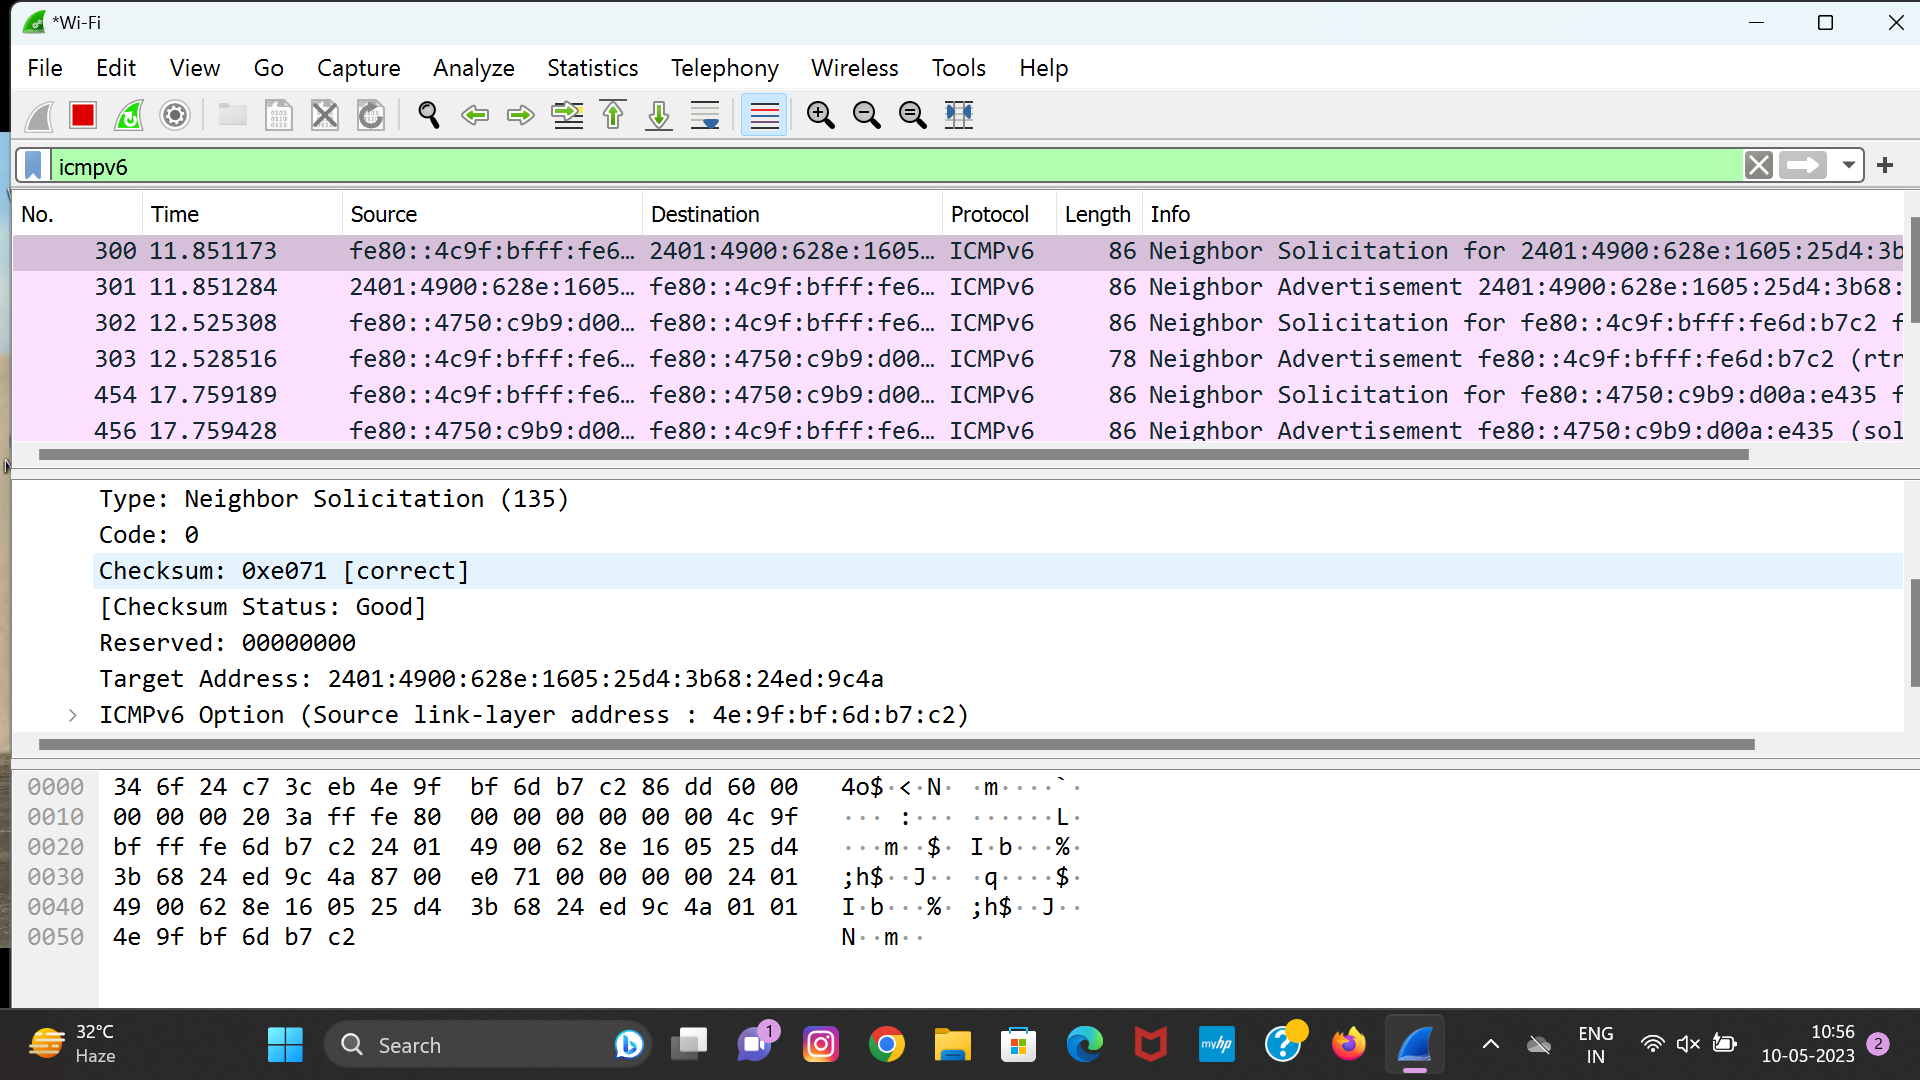 *Wi-Fi
File Edit View Go Capture Analyze Statistics Telephony Wireless Tools Help
icmpv6
No. Time Source Destination Protocol Length Info
300 11.851173 fe80::4c9f:bfff:fe6… 2401:4900:628e:1605… ICMPv6 86 Neighbor Solicitation for 2401:4900:628e:1605:25d4:3b
301 11.851284 2401:4900:628e:1605… fe80::4c9f:bfff:fe6… ICMPv6 86 Neighbor Advertisement 2401:4900:628e:1605:25d4:3b68:
302 12.525308 fe80::4750:c9b9:d00… fe80::4c9f:bfff:fe6… ICMPv6 86 Neighbor Solicitation for fe80::4c9f:bfff:fe6d:b7c2 f
303 12.528516 fe80::4c9f:bfff:fe6… fe80::4750:c9b9:d00… ICMPv6 78 Neighbor Advertisement fe80::4c9f:bfff:fe6d:b7c2 (rtr
454 17.759189 fe80::4c9f:bfff:fe6… fe80::4750:c9b9:d00… ICMPv6 86 Neighbor Solicitation for fe80::4750:c9b9:d00a:e435 f
456 17.759428 fe80::4750:c9b9:d00… fe80::4c9f:bfff:fe6… ICMPv6 86 Neighbor Advertisement fe80::4750:c9b9:d00a:e435 (sol
Type: Neighbor Solicitation (135)
Code: 0
Checksum: 0xe071 [correct]
[Checksum Status: Good]
Reserved: 00000000
Target Address: 2401:4900:628e:1605:25d4:3b68:24ed:9c4a
ICMPv6 Option (Source link-layer address : 4e:9f:bf:6d:b7:c2)
0000 34 6f 24 c7 3c eb 4e 9f bf 6d b7 c2 86 dd 60 00 4o$·<·N· ·m····`·
0010 00 00 00 20 3a ff fe 80 00 00 00 00 00 00 4c 9f ··· :··· ······L·
0020 bf ff fe 6d b7 c2 24 01 49 00 62 8e 16 05 25 d4 ···m··$· I·b···%·
0030 3b 68 24 ed 9c 4a 87 00 e0 71 00 00 00 00 24 01 ;h$··J·· ·q····$·
0040 49 00 62 8e 16 05 25 d4 3b 68 24 ed 9c 4a 01 01 I·b···%· ;h$··J··
0050 4e 9f bf 6d b7 c2 N··m··
32°C
Haze
Search
1
myhp
ENG
IN
10:56
10-05-2023
2